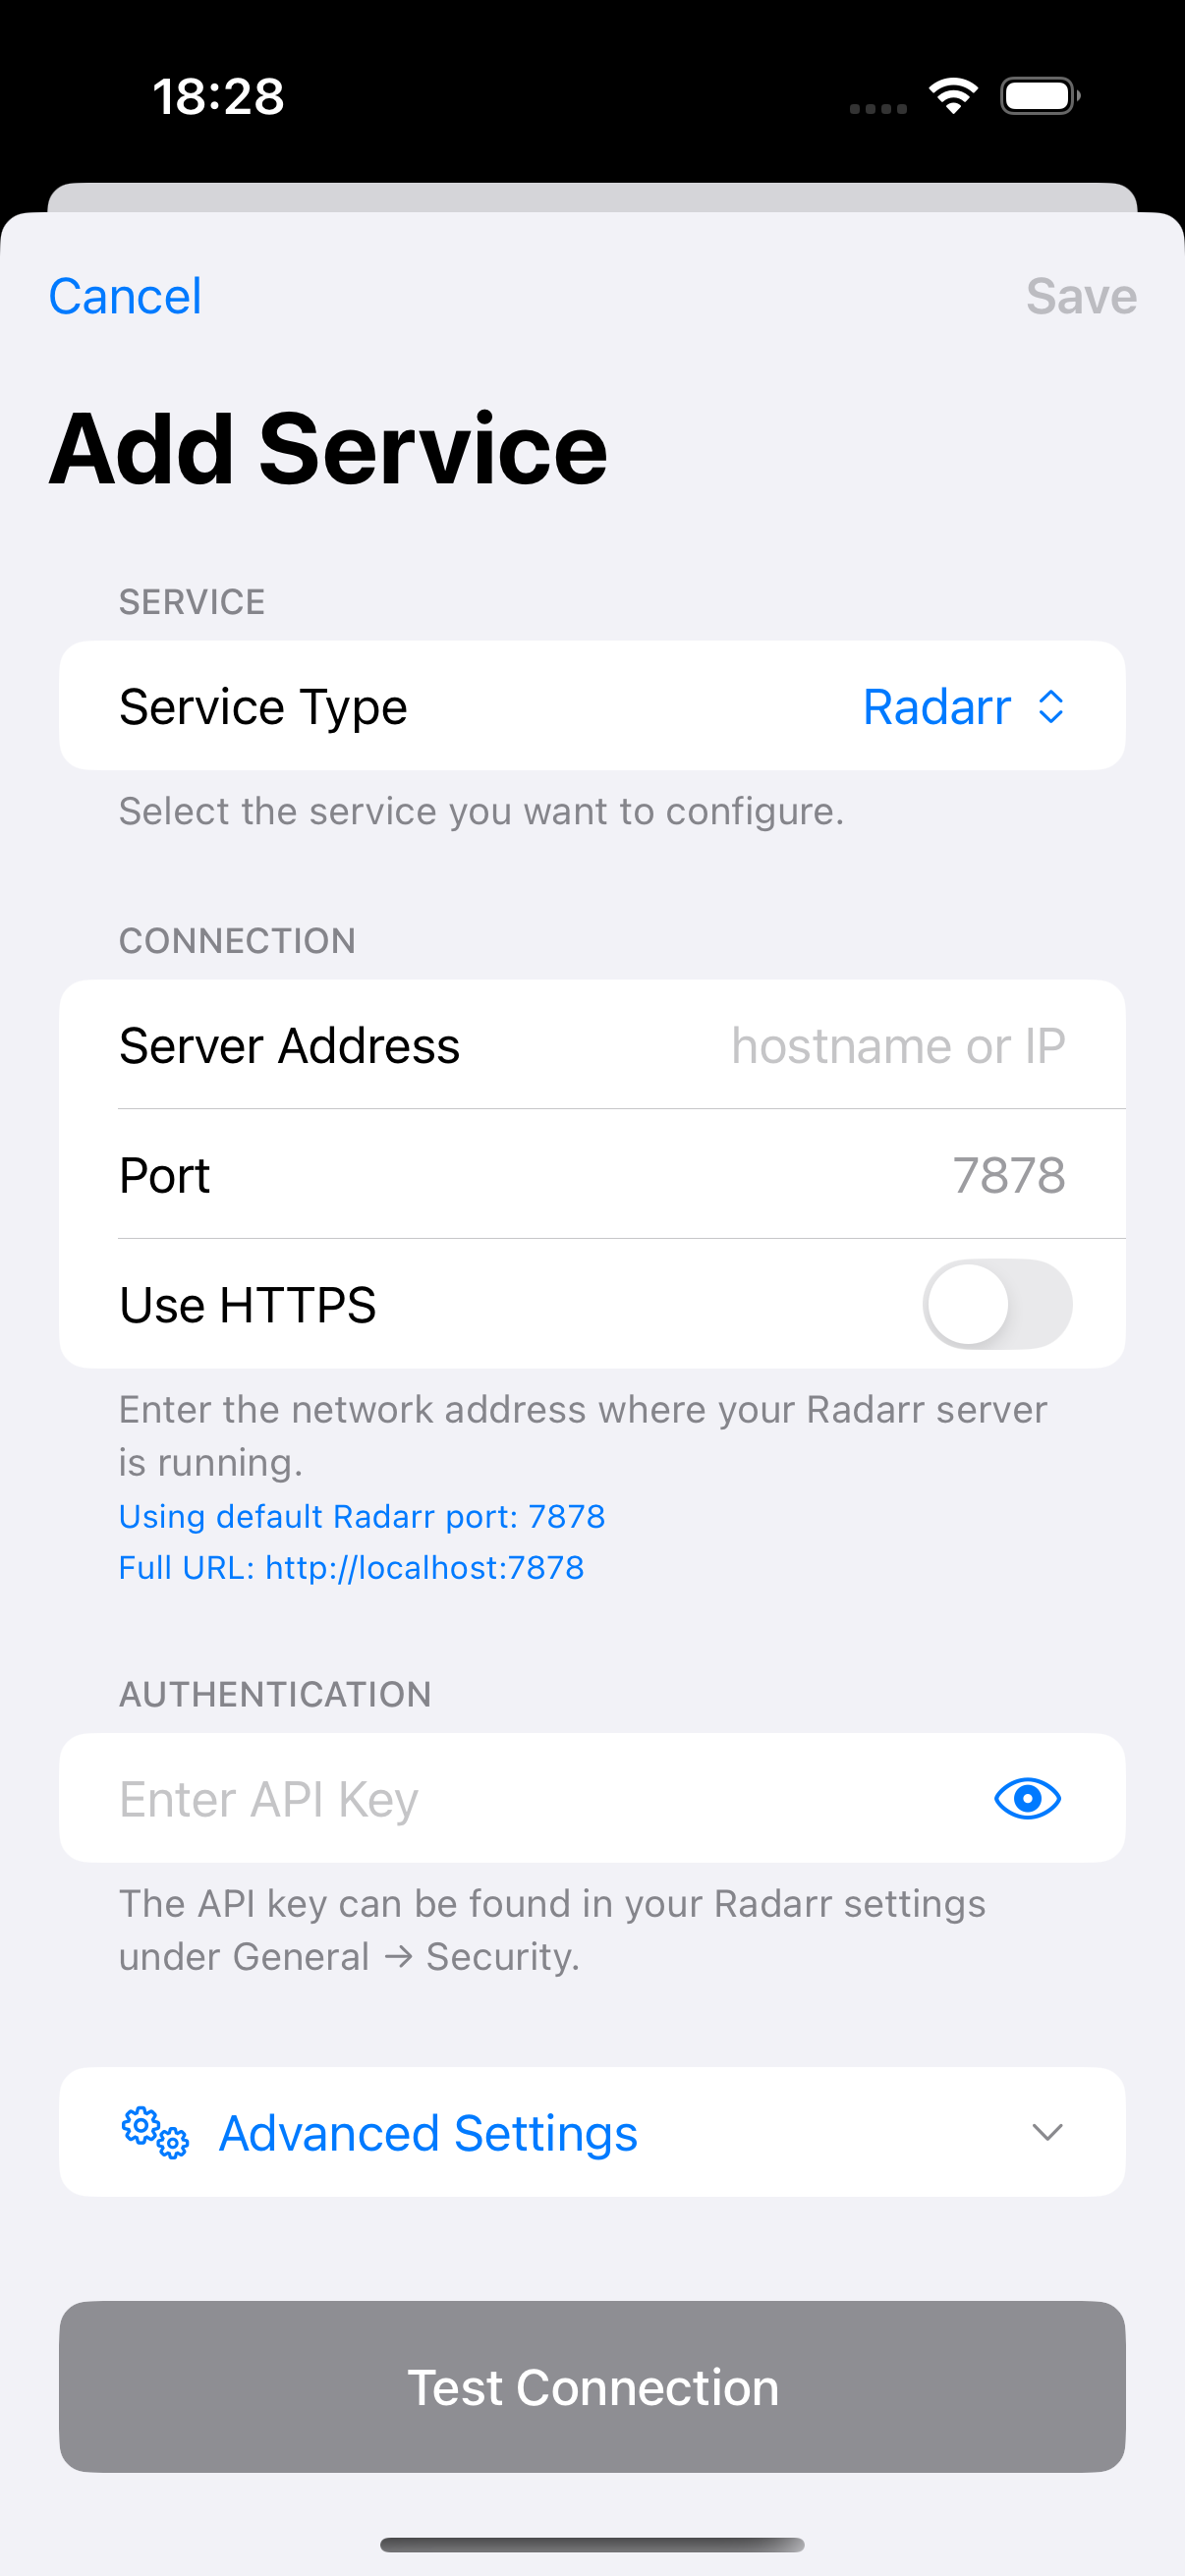 18:28
Cancel
Save
Add Service
SERVICE
Service Type
Radarr
Select the service you want to configure.
CONNECTION
Server Address
hostname or IP
Port
7878
Use HTTPS
Enter the network address where your Radarr server
is running.
Using default Radarr port: 7878
Full URL: http://localhost:7878
AUTHENTICATION
Enter API Key
The API key can be found in your Radarr settings
under General → Security.
Advanced Settings
Test Connection